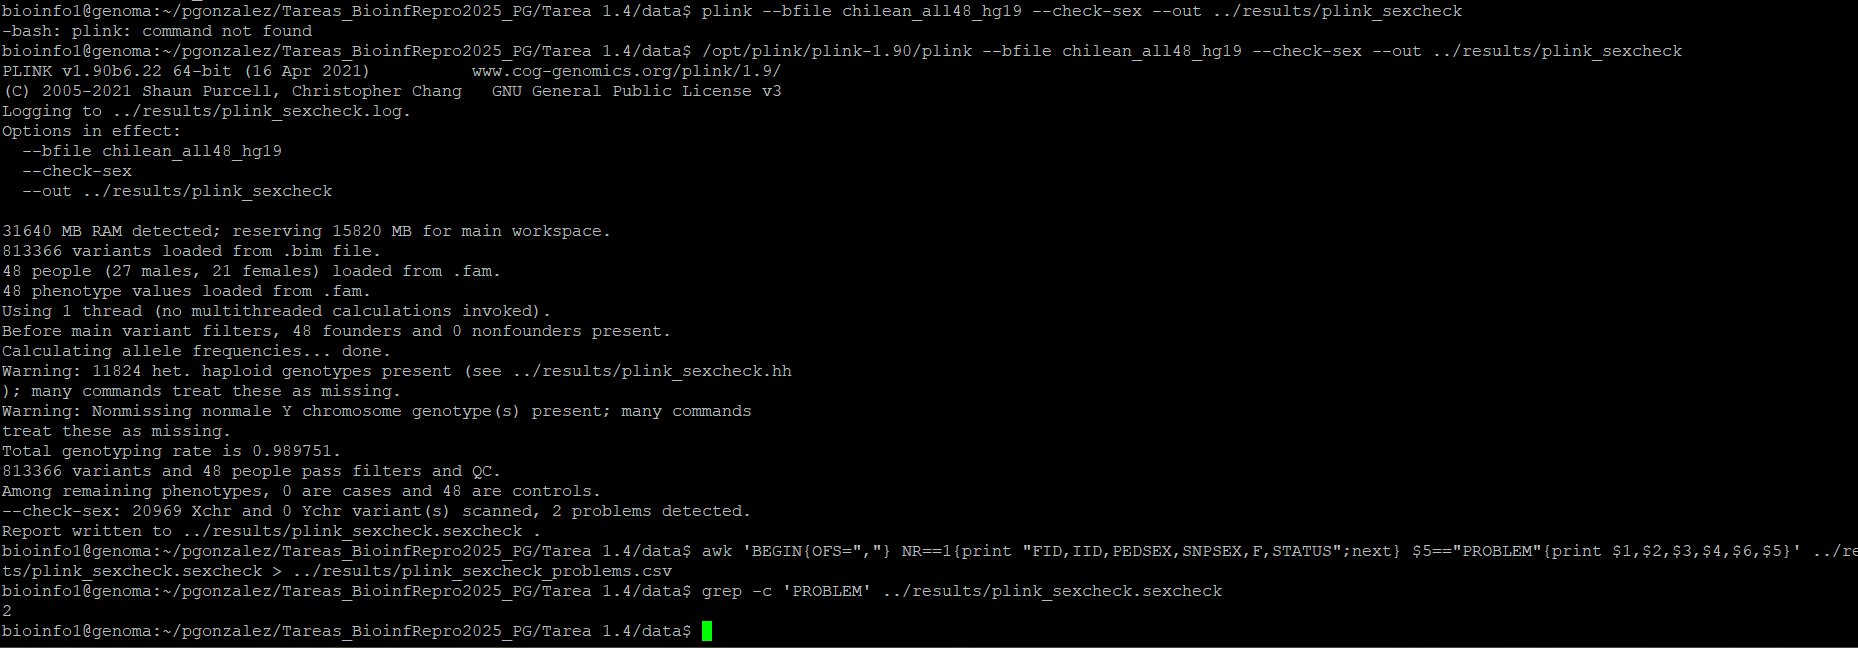 bioinfo1@genoma:~/pgonzalez/Tareas_BioinfRepro2025_PG/Tarea 1.4/data$ plink --bfile chilean_all48_hg19 --check-sex --out ../results/plink_sexcheck
-bash: plink: command not found
bioinfo1@genoma:~/pgonzalez/Tareas_BioinfRepro2025_PG/Tarea 1.4/data$ /opt/plink/plink-1.90/plink --bfile chilean_all48_hg19 --check-sex --out ../results/plink_sexcheck
PLINK v1.90b6.22 64-bit (16 Apr 2021)          www.cog-genomics.org/plink/1.9/
(C) 2005-2021 Shaun Purcell, Christopher Chang   GNU General Public License v3
Logging to ../results/plink_sexcheck.log.
Options in effect:
  --bfile chilean_all48_hg19
  --check-sex
  --out ../results/plink_sexcheck

31640 MB RAM detected; reserving 15820 MB for main workspace.
813366 variants loaded from .bim file.
48 people (27 males, 21 females) loaded from .fam.
48 phenotype values loaded from .fam.
Using 1 thread (no multithreaded calculations invoked).
Before main variant filters, 48 founders and 0 nonfounders present.
Calculating allele frequencies... done.
Warning: 11824 het. haploid genotypes present (see ../results/plink_sexcheck.hh
); many commands treat these as missing.
Warning: Nonmissing nonmale Y chromosome genotype(s) present; many commands
treat these as missing.
Total genotyping rate is 0.989751.
813366 variants and 48 people pass filters and QC.
Among remaining phenotypes, 0 are cases and 48 are controls.
--check-sex: 20969 Xchr and 0 Ychr variant(s) scanned, 2 problems detected.
Report written to ../results/plink_sexcheck.sexcheck .
bioinfo1@genoma:~/pgonzalez/Tareas_BioinfRepro2025_PG/Tarea 1.4/data$ awk 'BEGIN{OFS=","} NR==1{print "FID,IID,PEDSEX,SNPSEX,F,STATUS";next} $5=="PROBLEM"{print $1,$2,$3,$4,$6,$5}' ../re
ts/plink_sexcheck.sexcheck > ../results/plink_sexcheck_problems.csv
bioinfo1@genoma:~/pgonzalez/Tareas_BioinfRepro2025_PG/Tarea 1.4/data$ grep -c 'PROBLEM' ../results/plink_sexcheck.sexcheck
2
bioinfo1@genoma:~/pgonzalez/Tareas_BioinfRepro2025_PG/Tarea 1.4/data$